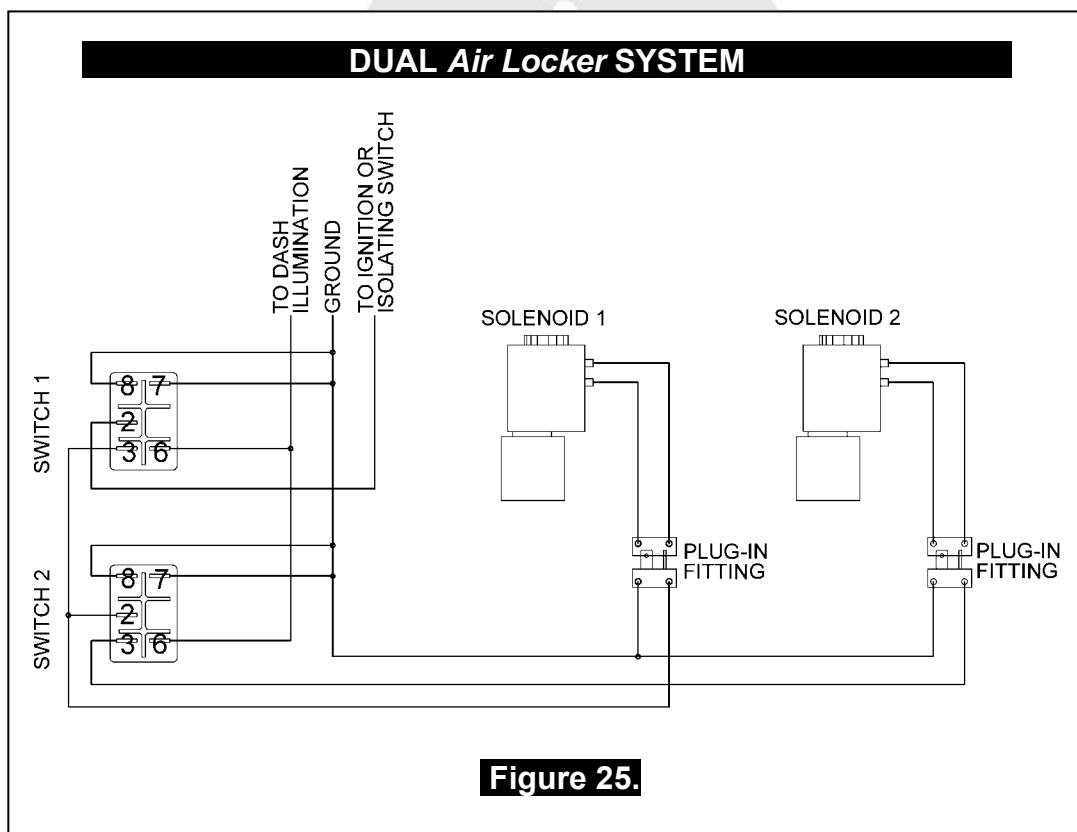 DUAL Air Locker SYSTEM
TO DASH
ILLUMINATION
GROUND
TO IGNITION OR
ISOLATING SWITCH
SOLENOID 1
SOLENOID 2
SWITCH 1
8 7
2
3 6
SWITCH 2
8 7
2
3 6
PLUG-IN
FITTING
PLUG-IN
FITTING
Figure 25.